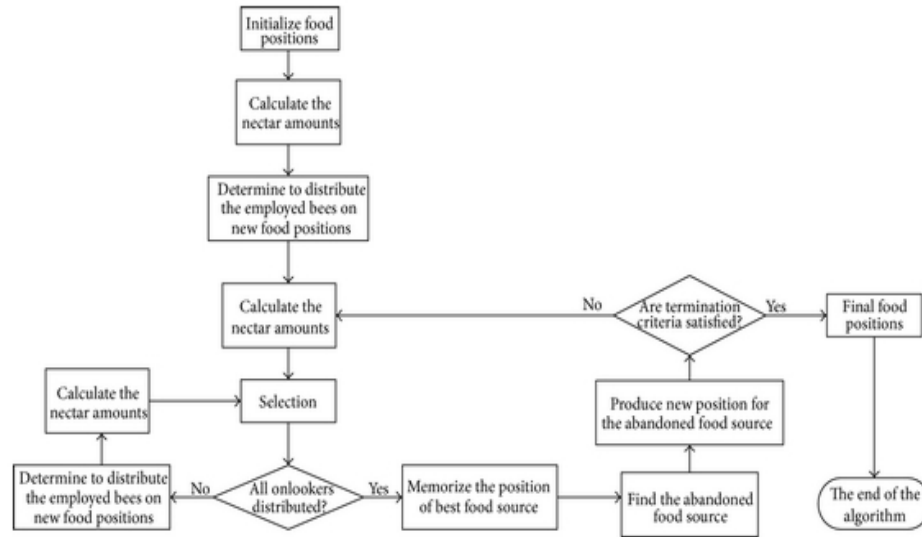 Initialize food
positions
Calculate the
nectar amounts
Determine to distribute
the employed bees on
new food positions
Calculate the
nectar amounts
No
Are termination
criteria satisfied?
Yes
Final food
positions
Calculate the
nectar amounts
Selection
Produce new position for
the abandoned food source
Determine to distribute
the employed bees on
new food positions
No
All onlookers
distributed?
Yes
Memorize the position
of best food source
Find the abandoned
food source
The end of the
algorithm